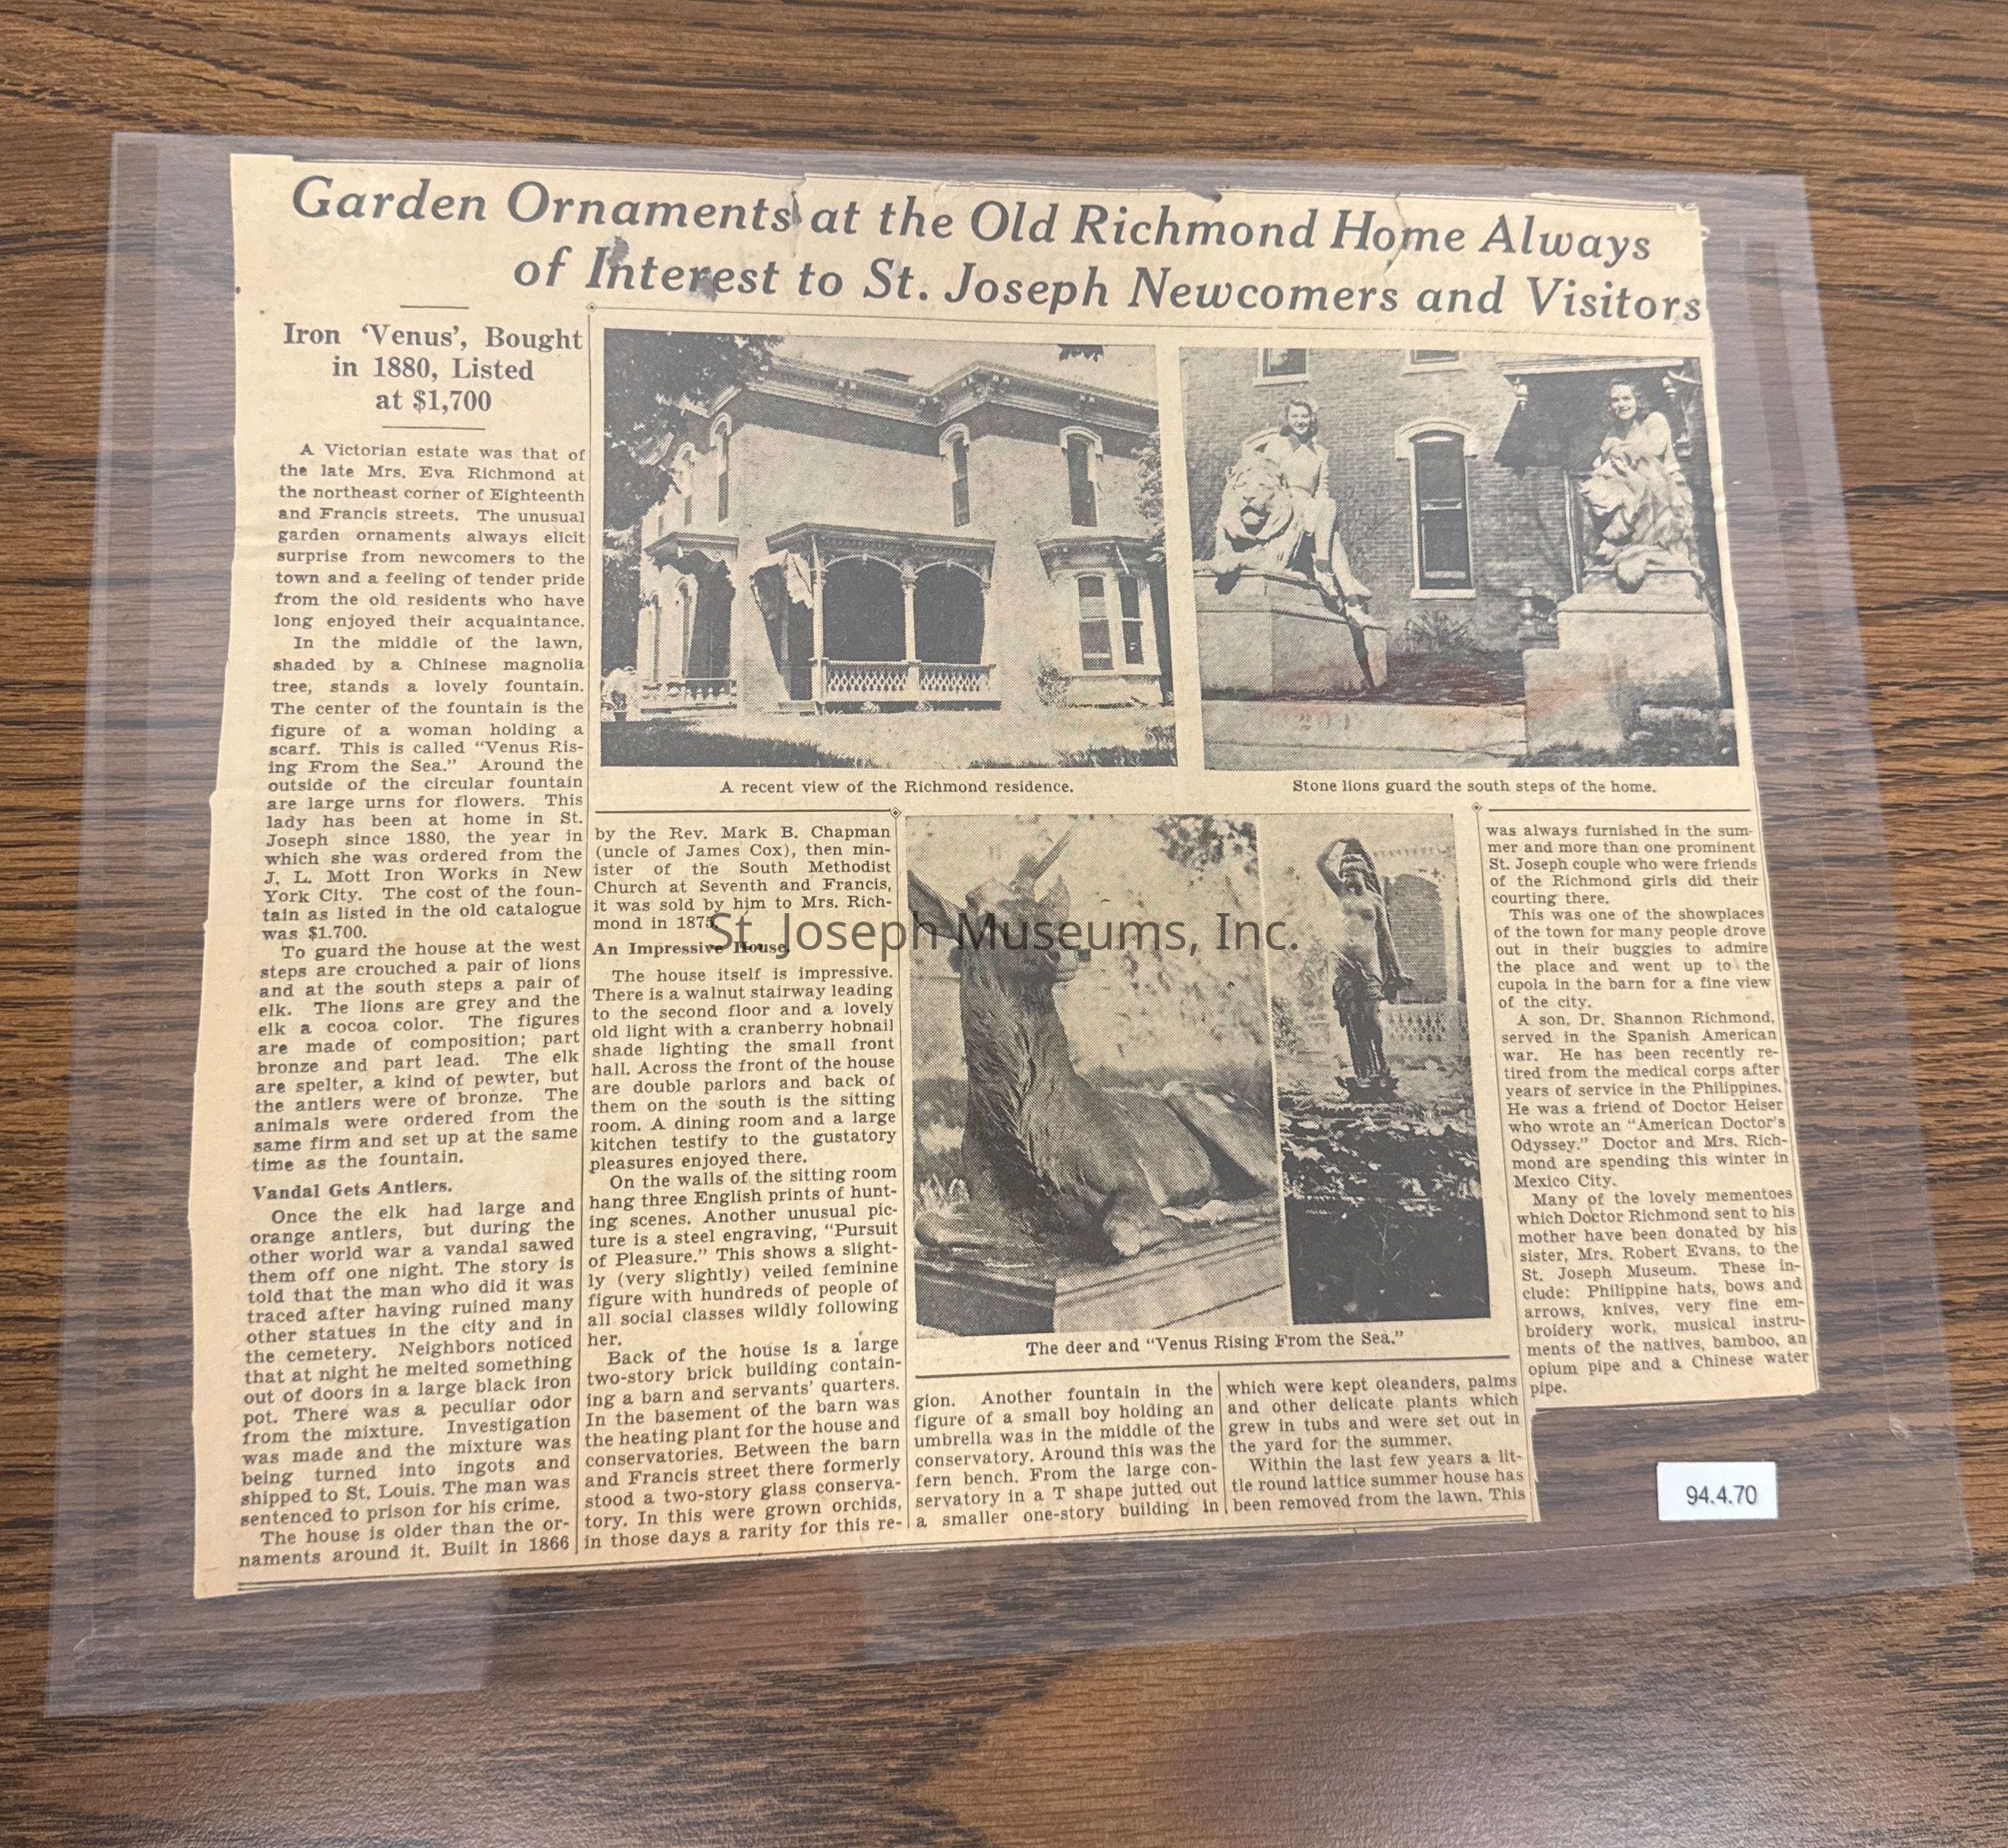 Garden Ornaments at the Old Richmond Home Always
of Interest to St. Joseph Newcomers and Visitors
Iron ‘Venus’, Bought
in 1880, Listed
at $1,700
A Victorian estate was that of
the late Mrs. Eva Richmond at
the northeast corner of Eighteenth
and Francis streets. The unusual
garden ornaments always elicit
surprise from newcomers to the
town and a feeling of tender pride
from the old residents who have
long enjoyed their acquaintance.
In the middle of the lawn,
shaded by a Chinese magnolia
tree, stands a lovely fountain.
The center of the fountain is the
figure of a woman holding a
scarf. This is called “Venus Ris-
ing From the Sea.” Around the
outside of the circular fountain
are large urns for flowers. This
lady has been at home in St.
Joseph since 1880, the year in
which she was ordered from the
J. L. Mott Iron Works in New
York City. The cost of the foun-
tain as listed in the old catalogue
was $1.700.
To guard the house at the west
steps are crouched a pair of lions
and at the south steps a pair of
elk. The lions are grey and the
elk a cocoa color. The figures
are made of composition; part
bronze and part lead. The elk
are spelter, a kind of pewter, but
the antlers were of bronze. The
animals were ordered from the
same firm and set up at the same
time as the fountain.
Vandal Gets Antlers.
Once the elk had large and
orange antlers, but during the
other world war a vandal sawed
them off one night. The story is
told that the man who did it was
traced after having ruined many
other statues in the city and in
the cemetery. Neighbors noticed
that at night he melted something
out of doors in a large black iron
pot. There was a peculiar odor
from the mixture. Investigation
was made and the mixture was
being turned into ingots and
shipped to St. Louis. The man was
sentenced to prison for his crime.
The house is older than the or-
naments around it. Built in 1866
A recent view of the Richmond residence.
Stone lions guard the south steps of the home.
by the Rev. Mark B. Chapman
(uncle of James Cox), then min-
ister of the South Methodist
Church at Seventh and Francis,
it was sold by him to Mrs. Rich-
mond in 1875.
An Impressive House.
The house itself is impressive.
There is a walnut stairway leading
to the second floor and a lovely
old light with a cranberry hobnail
shade lighting the small front
hall. Across the front of the house
are double parlors and back of
them on the south is the sitting
room. A dining room and a large
kitchen testify to the gustatory
pleasures enjoyed there.
On the walls of the sitting room
hang three English prints of hunt-
ing scenes. Another unusual pic-
ture is a steel engraving, “Pursuit
of Pleasure.” This shows a slight-
ly (very slightly) veiled feminine
figure with hundreds of people of
all social classes wildly following
her.
Back of the house is a large
two-story brick building contain-
ing a barn and servants’ quarters.
In the basement of the barn was
the heating plant for the house and
conservatories. Between the barn
and Francis street there formerly
stood a two-story glass conserva-
tory. In this were grown orchids,
in those days a rarity for this re-
The deer and “Venus Rising From the Sea.”
gion. Another fountain in the
figure of a small boy holding an
umbrella was in the middle of the
conservatory. Around this was the
fern bench. From the large con-
servatory in a T shape jutted out
a smaller one-story building in
which were kept oleanders, palms
and other delicate plants which
grew in tubs and were set out in
the yard for the summer.
Within the last few years a lit-
tle round lattice summer house has
been removed from the lawn. This
was always furnished in the sum-
mer and more than one prominent
St. Joseph couple who were friends
of the Richmond girls did their
courting there.
This was one of the showplaces
of the town for many people drove
out in their buggies to admire
the place and went up to the
cupola in the barn for a fine view
of the city.
A son, Dr. Shannon Richmond,
served in the Spanish American
war. He has been recently re-
tired from the medical corps after
years of service in the Philippines.
He was a friend of Doctor Heiser
who wrote an “American Doctor’s
Odyssey.” Doctor and Mrs. Rich-
mond are spending this winter in
Mexico City.
Many of the lovely mementoes
which Doctor Richmond sent to his
mother have been donated by his
sister, Mrs. Robert Evans, to the
St. Joseph Museum. These in-
clude: Philippine hats, bows and
arrows, knives, very fine em-
broidery work, musical instru-
ments of the natives, bamboo, an
opium pipe and a Chinese water
pipe.
St. Joseph Museums, Inc.
94.4.70